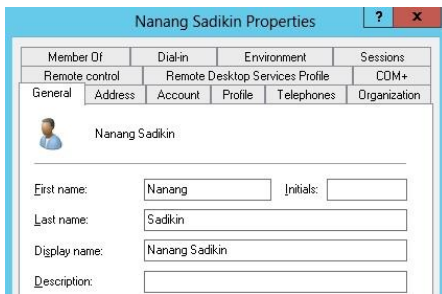 Nanang Sadikin Properties ? x
Member Of Dial-in Environment Sessions
Remote control Remote Desktop Services Profile COM+
General Address Account Profile Telephones Organization
Nanang Sadikin
First name: Nanang Initials:
Last name: Sadikin
Display name: Nanang Sadikin
Description: